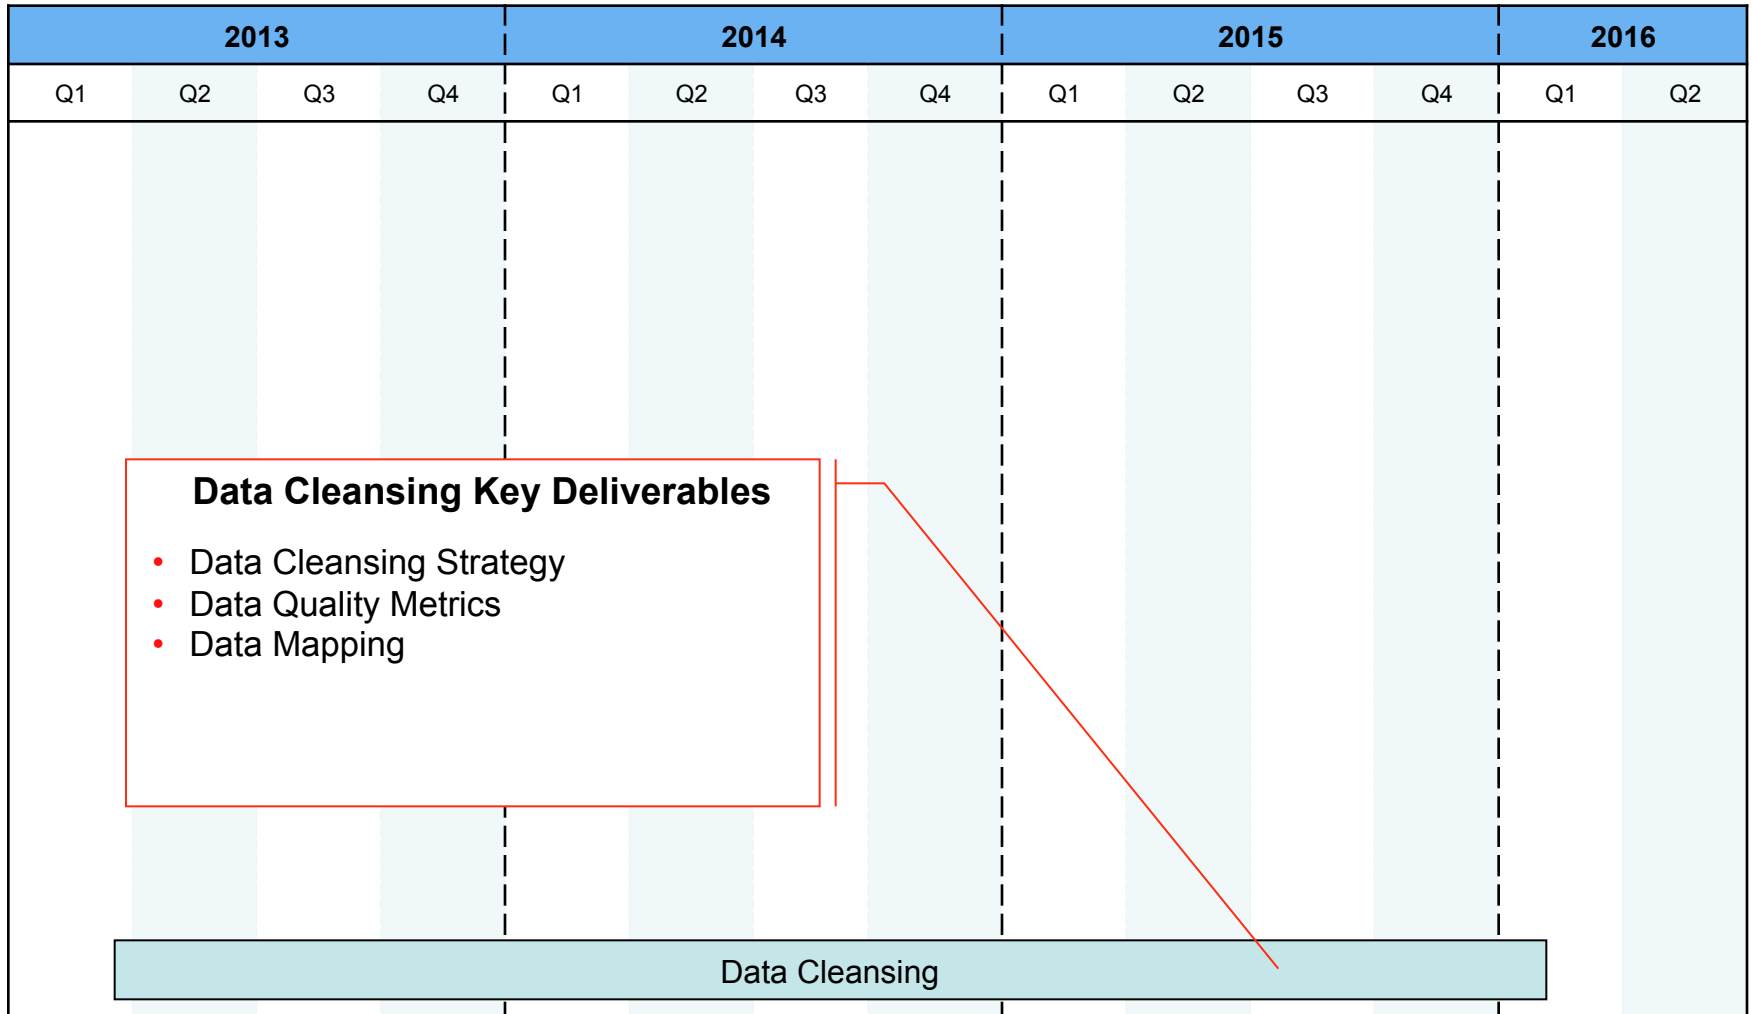 2013 2014 2015 2016
Q1 Q2 Q3 Q4 Q1 Q2 Q3 Q4 Q1 Q2 Q3 Q4 Q1 Q2
Data Cleansing Key Deliverables
• Data Cleansing Strategy
• Data Quality Metrics
• Data Mapping
Data Cleansing